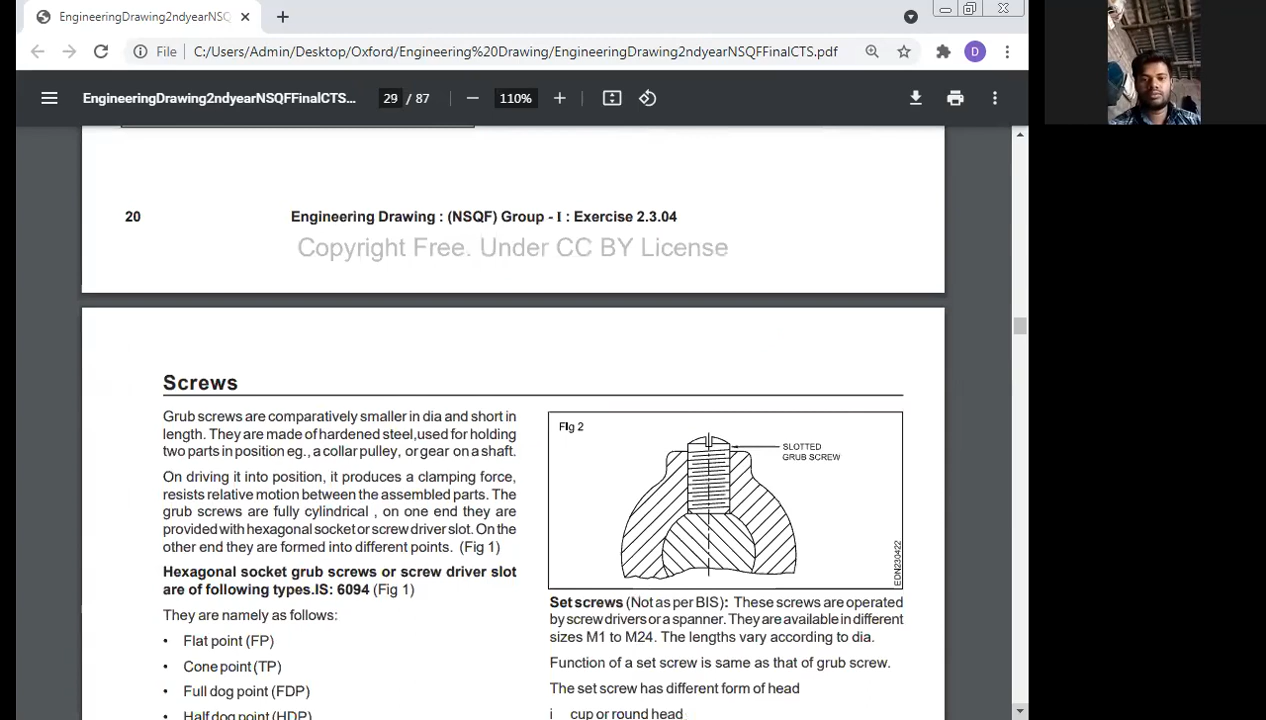 EngineeringDrawing2ndyearNSQ
File
C:/Users/Admin/Desktop/Oxford/Engineering%20Drawing/EngineeringDrawing2ndyearNSQFFinalCTS.pdf
D
EngineeringDrawing2ndyearNSQFFinalCTS...
29 / 87
110%
20
Engineering Drawing : (NSQF) Group - I : Exercise 2.3.04
Copyright Free. Under CC BY License
Screws
Grub screws are comparatively smaller in dia and short in
length. They are made of hardened steel,used for holding
two parts in position eg., a collar pulley, or gear on a shaft.
On driving it into position, it produces a clamping force,
resists relative motion between the assembled parts. The
grub screws are fully cylindrical , on one end they are
provided with hexagonal socket or screw driver slot. On the
other end they are formed into different points. (Fig 1)
Hexagonal socket grub screws or screw driver slot
are of following types.IS: 6094 (Fig 1)
They are namely as follows:
• Flat point (FP)
• Cone point (TP)
• Full dog point (FDP)
• Half dog point (HDP)
Fig 2
SLOTTED
GRUB SCREW
EDN230422
Set screws (Not as per BIS): These screws are operated
by screw drivers or a spanner. They are available in different
sizes M1 to M24. The lengths vary according to dia.
Function of a set screw is same as that of grub screw.
The set screw has different form of head
i cup or round head